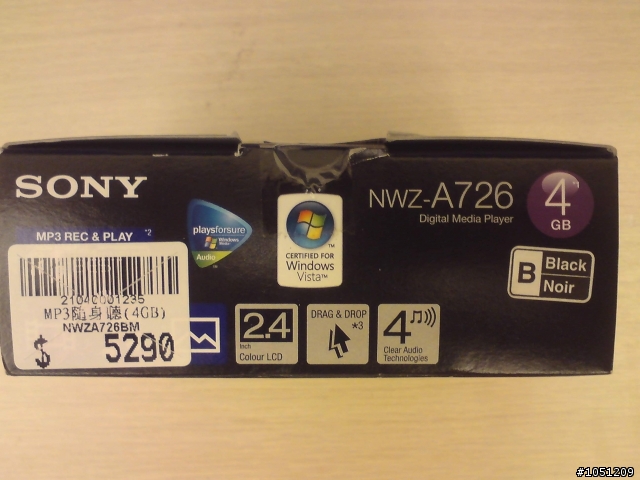 SONY
NWZ-A726
Digital Media Player
4
GB
playsforsure
Windows
Media
Audio
CERTIFIED FOR
Windows
Vista™
MP3 REC & PLAY *2
B Black
Noir
21040001235
MP3隨身聽(4GB)
NWZA726BM
$ 5290
2.4
Inch
Colour LCD
DRAG & DROP
*3
4
Clear Audio
Technologies
#1051209